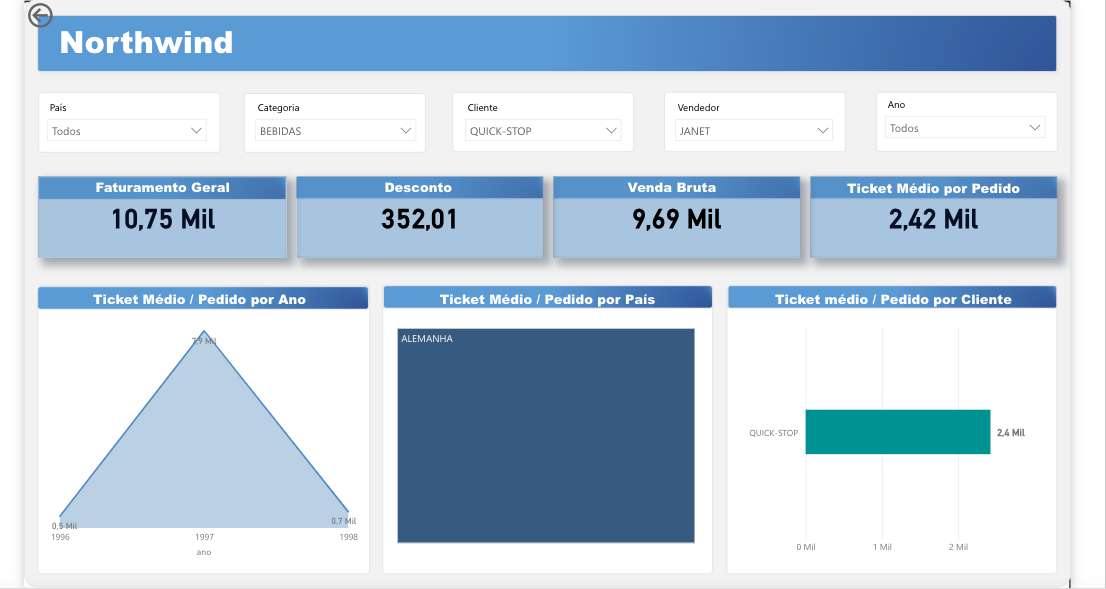 Northwind
País
Todos
Categoria
BEBIDAS
Cliente
QUICK-STOP
Vendedor
JANET
Ano
Todos
Faturamento Geral
10,75 Mil
Desconto
352,01
Venda Bruta
9,69 Mil
Ticket Médio por Pedido
2,42 Mil
Ticket Médio / Pedido por Ano
7,9 Mil
0,5 Mil
0,7 Mil
1996
1997
1998
ano
Ticket Médio / Pedido por País
ALEMANHA
Ticket médio / Pedido por Cliente
QUICK-STOP
2,4 Mil
0 Mil
1 Mil
2 Mil